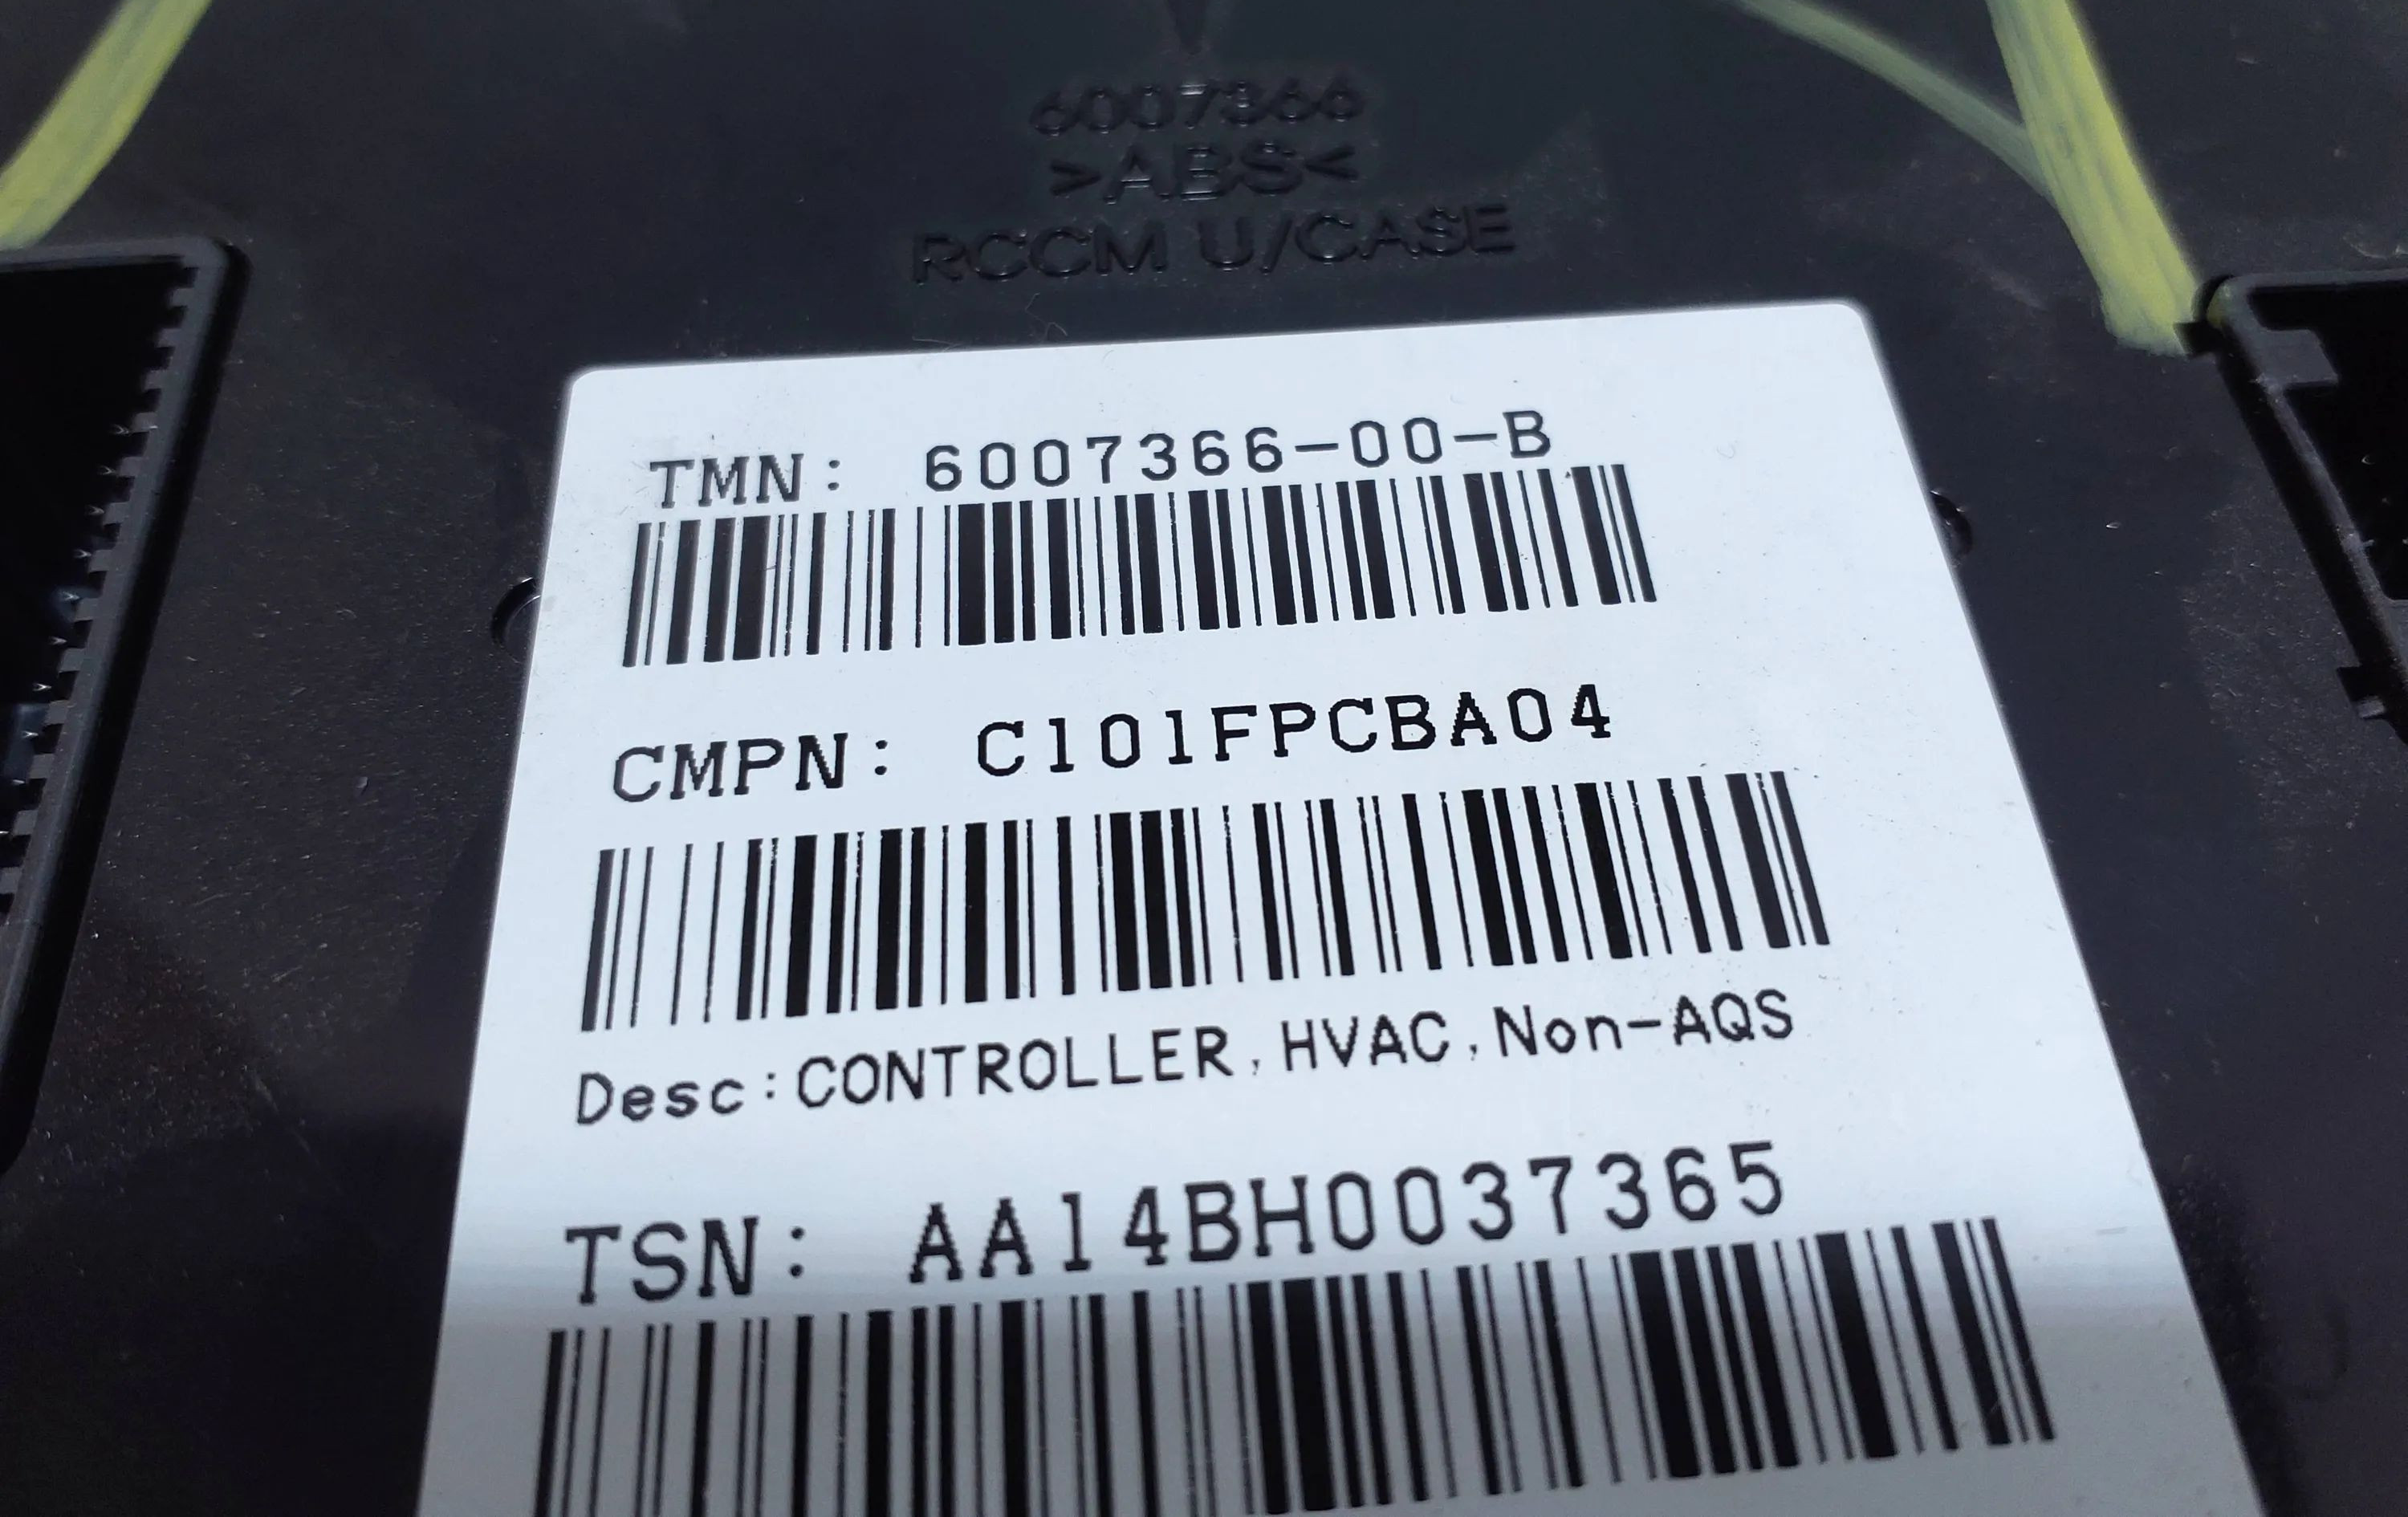 6007366
>ABS<
RCCM U/CASE
TMN: 6007366-00-B
CMPN: C101FPCBA04
Desc:CONTROLLER,HVAC,Non-AQS
TSN: AA14BH0037365